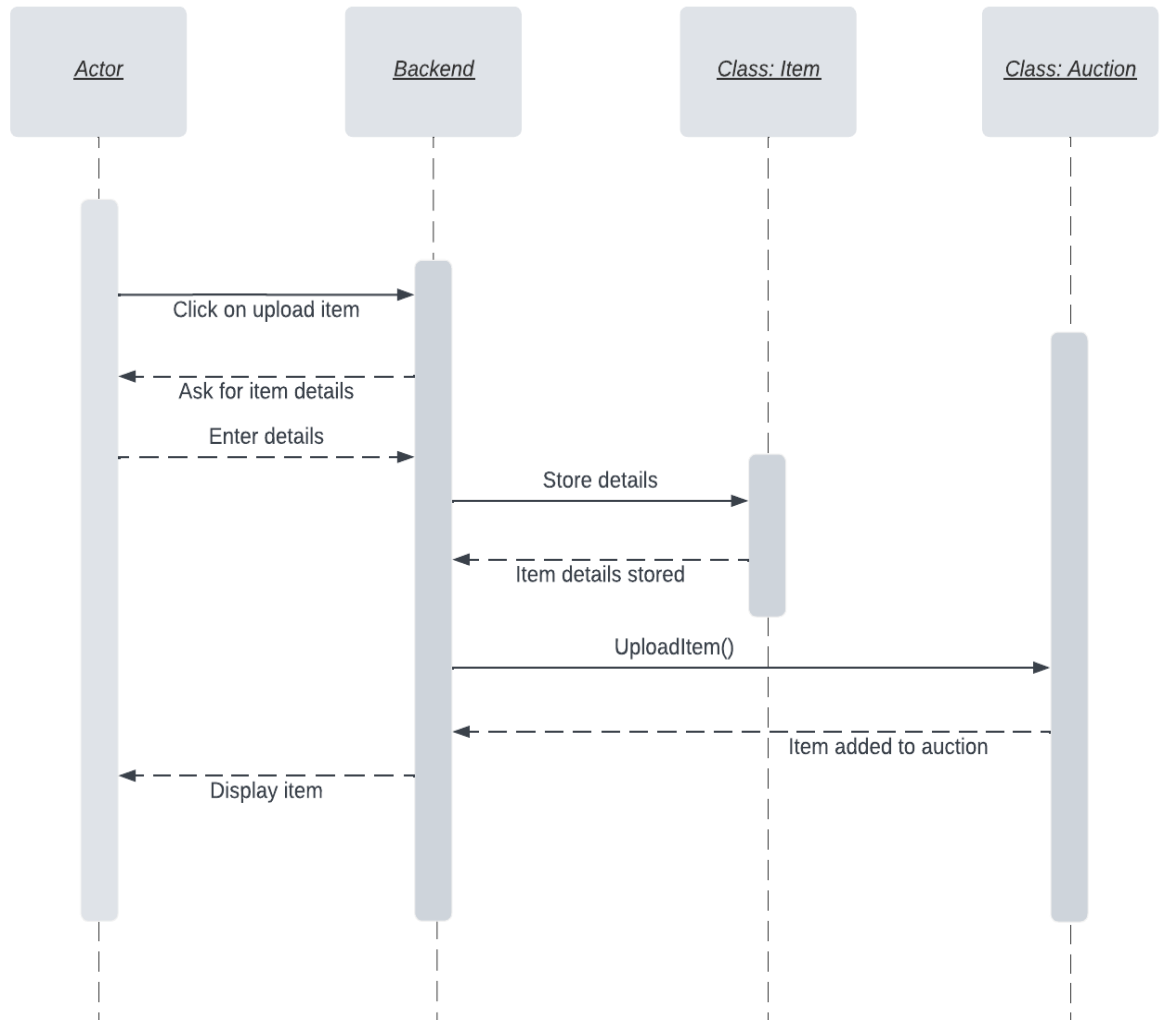 Actor
Backend
Class: Item
Class: Auction
Click on upload item
Ask for item details
Enter details
Store details
Item details stored
UploadItem()
Item added to auction
Display item